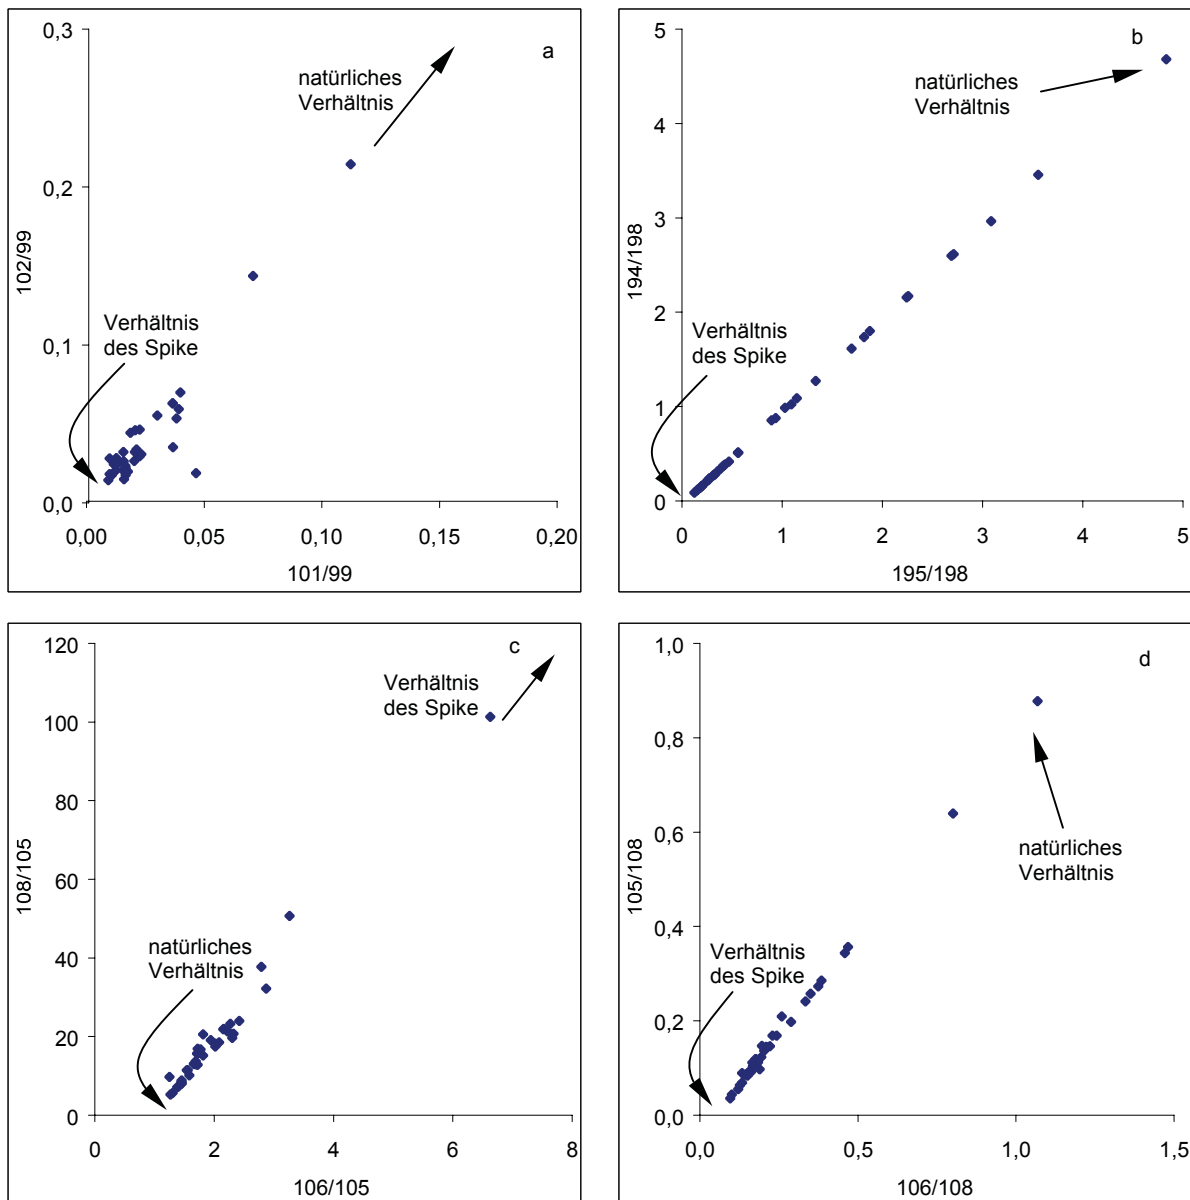 a
0,3
0,2
0,1
0,0
102/99
natürliches
Verhältnis
Verhältnis
des Spike
0,00
0,05
0,10
0,15
0,20
101/99
b
5
4
3
2
1
0
194/198
natürliches
Verhältnis
Verhältnis
des Spike
0
1
2
3
4
5
195/198
c
120
100
80
60
40
20
0
108/105
Verhältnis
des Spike
natürliches
Verhältnis
0
2
4
6
8
106/105
d
1,0
0,8
0,6
0,4
0,2
0,0
105/108
natürliches
Verhältnis
Verhältnis
des Spike
0,0
0,5
1,0
1,5
106/108